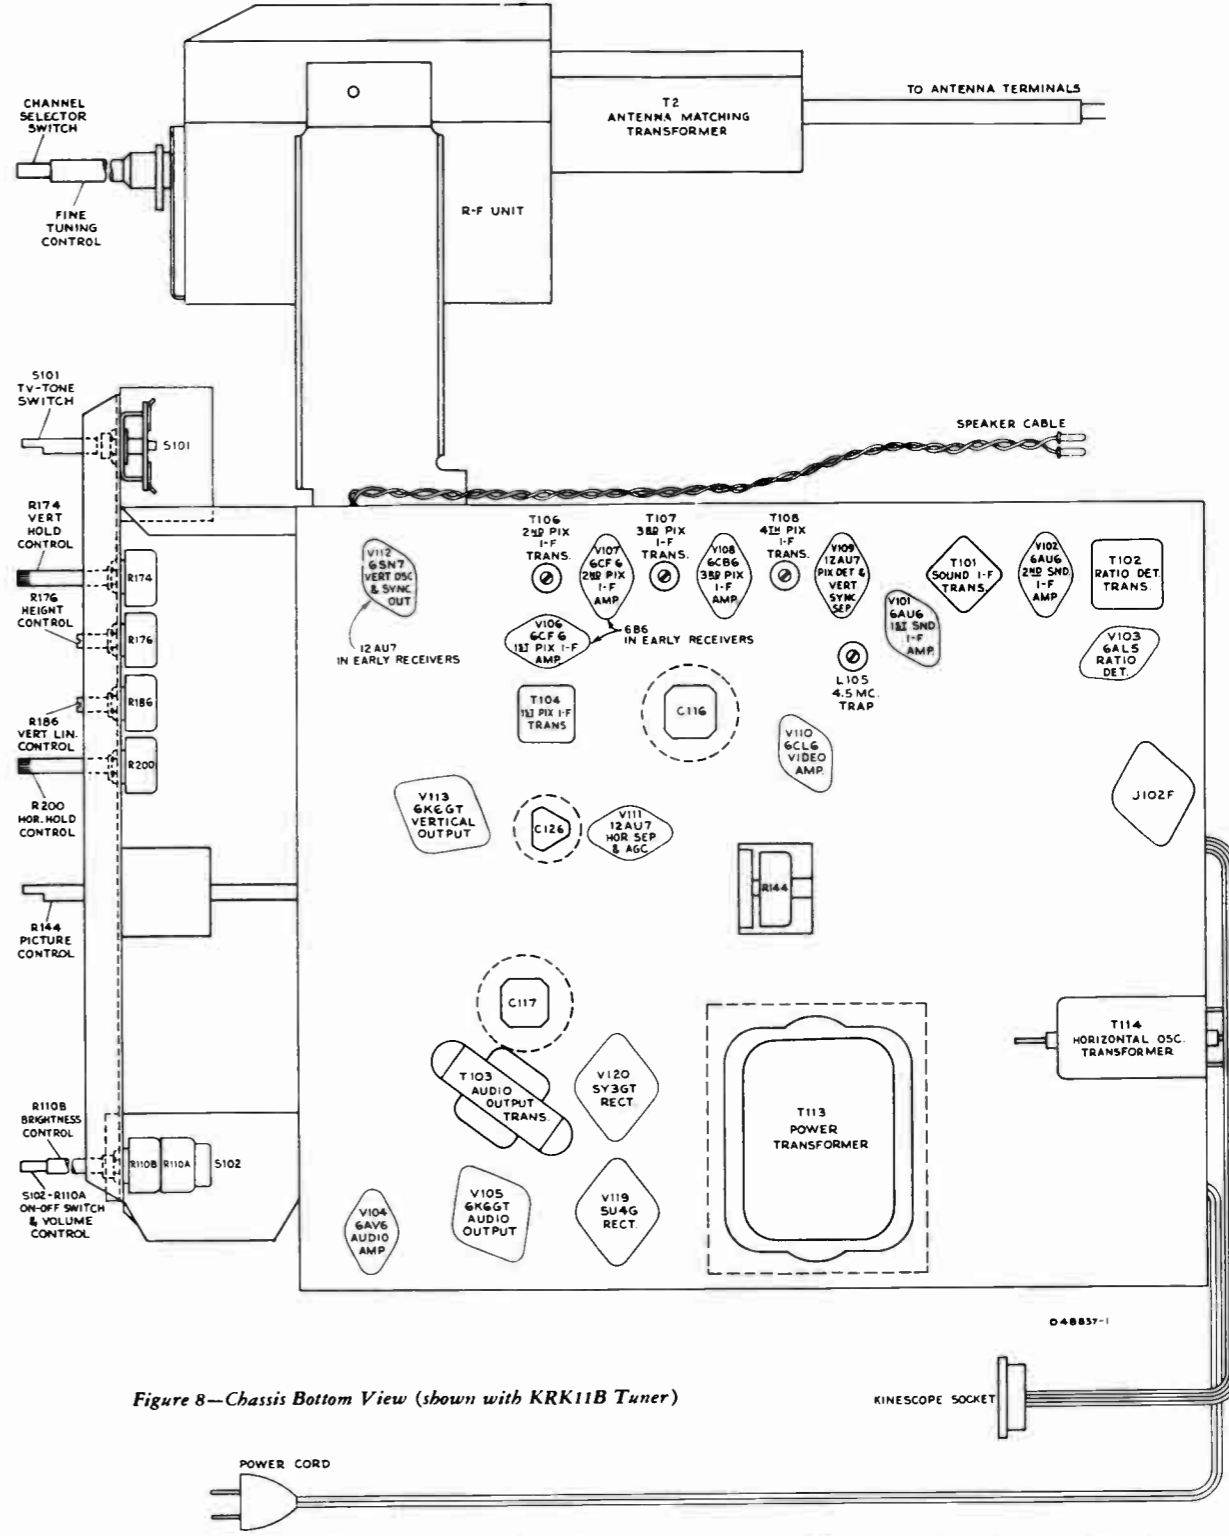 CHANNEL
SELECTOR
SWITCH
FINE
TUNING
CONTROL
T2
ANTENNA MATCHING
TRANSFORMER
TO ANTENNA TERMINALS
R-F UNIT
S101
TV-TONE
SWITCH
S101
SPEAKER CABLE
R174
VERT
HOLD
CONTROL
R174
R176
HEIGHT
CONTROL
R176
R186
VERT LIN.
CONTROL
R186
R200
HOR. HOLD
CONTROL
R200
R144
PICTURE
CONTROL
R110B
BRIGHTNESS
CONTROL
R110B
R110A
S102
S102-R110A
ON-OFF SWITCH
& VOLUME
CONTROL
V112
6SN7
VERT OSC
& SYNC
OUT
12AU7
IN EARLY RECEIVERS
T106
2ND PIX
I-F
TRANS.
V107
6CF6
2ND PIX
I-F
AMP.
T107
3RD PIX
I-F
TRANS.
V108
6CB6
3RD PIX
I-F
AMP.
T108
4TH PIX
I-F
TRANS.
V109
12AU7
PIX DET &
VERT
SYNC
SEP
T101
SOUND I-F
TRANS.
V102
6AU6
2ND SND.
I-F
AMP
T102
RATIO DET.
TRANS.
V101
6AU6
1ST SND
I-F
AMP.
V103
6AL5
RATIO
DET.
V106
6CF6
1ST PIX I-F
AMP.
6B6
IN EARLY RECEIVERS
L105
4.5 MC.
TRAP
T104
1ST PIX I-F
TRANS
C116
V110
6CL6
VIDEO
AMP.
J102F
V113
6K6GT
VERTICAL
OUTPUT
C126
V111
12AU7
HOR SEP
& AGC
R144
C117
T103
AUDIO
OUTPUT
TRANS.
V120
5Y3GT
RECT.
T113
POWER
TRANSFORMER
T114
HORIZONTAL OSC.
TRANSFORMER
V104
6AV6
AUDIO
AMP
V105
6K6GT
AUDIO
OUTPUT
V119
5U4G
RECT.
D48837-1
Figure 8—Chassis Bottom View (shown with KRK11B Tuner)
KINESCOPE SOCKET
POWER CORD